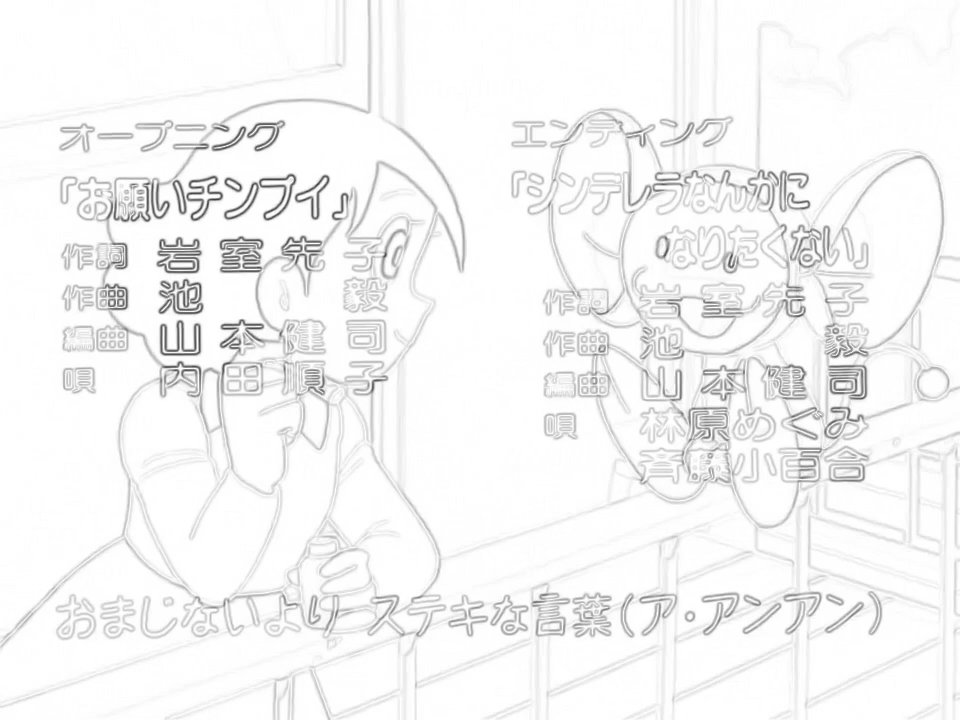 オープニング
「お願いチンプイ」
作詞 岩室先子
作曲 池 毅
編曲 山本健司
唄 内田順子
エンディング
「シンデレラなんかに
なりたくない」
作詞 岩室先子
作曲 池 毅
編曲 山本健司
唄 林原めぐみ
斉藤小百合
おまじないより ステキな言葉(ア・アンアン)